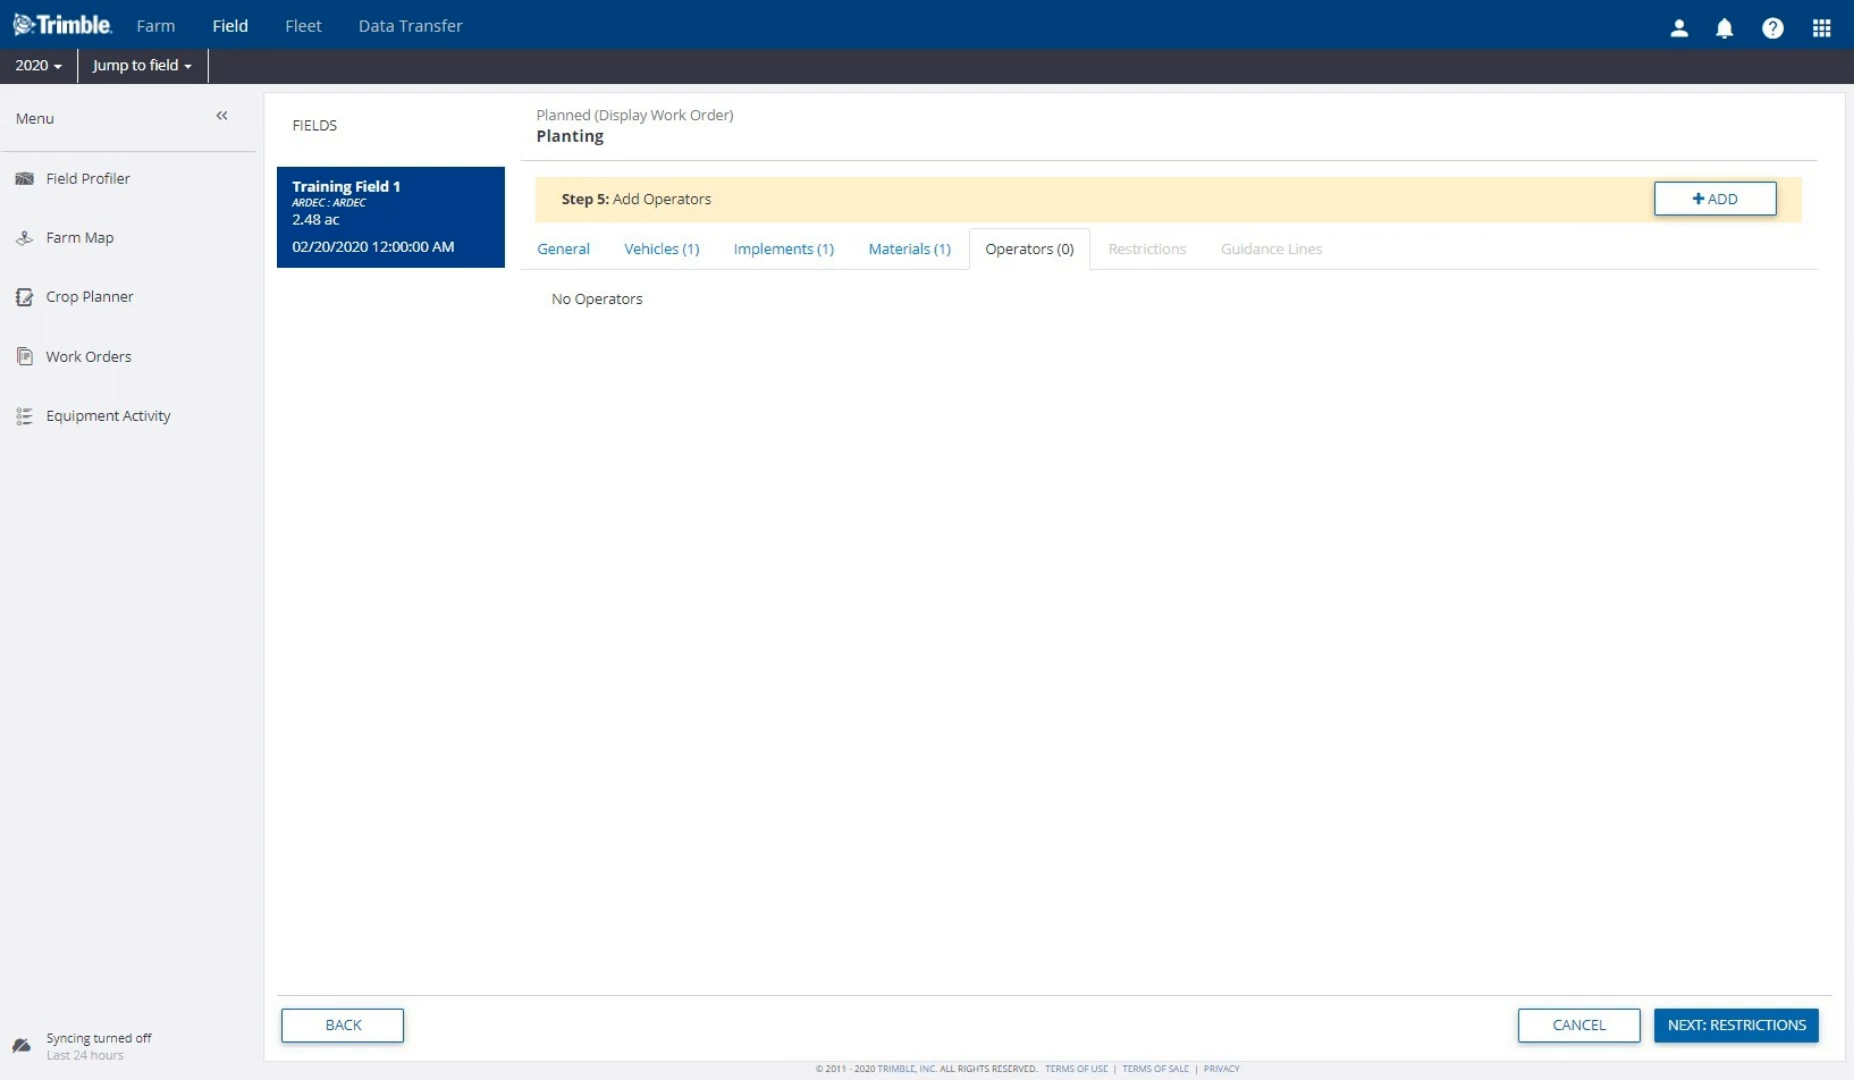 Trimble. Farm Field Fleet Data Transfer
2020 Jump to field
Menu
Field Profiler
Farm Map
Crop Planner
Work Orders
Equipment Activity
Syncing turned off
Last 24 hours
FIELDS
Training Field 1
ARDEC : ARDEC
2.48 ac
02/20/2020 12:00:00 AM
Planned (Display Work Order)
Planting
Step 5: Add Operators
+ ADD
General Vehicles (1) Implements (1) Materials (1) Operators (0) Restrictions Guidance Lines
No Operators
BACK CANCEL NEXT: RESTRICTIONS
© 2011 - 2020 TRIMBLE, INC. ALL RIGHTS RESERVED. TERMS OF USE | TERMS OF SALE | PRIVACY